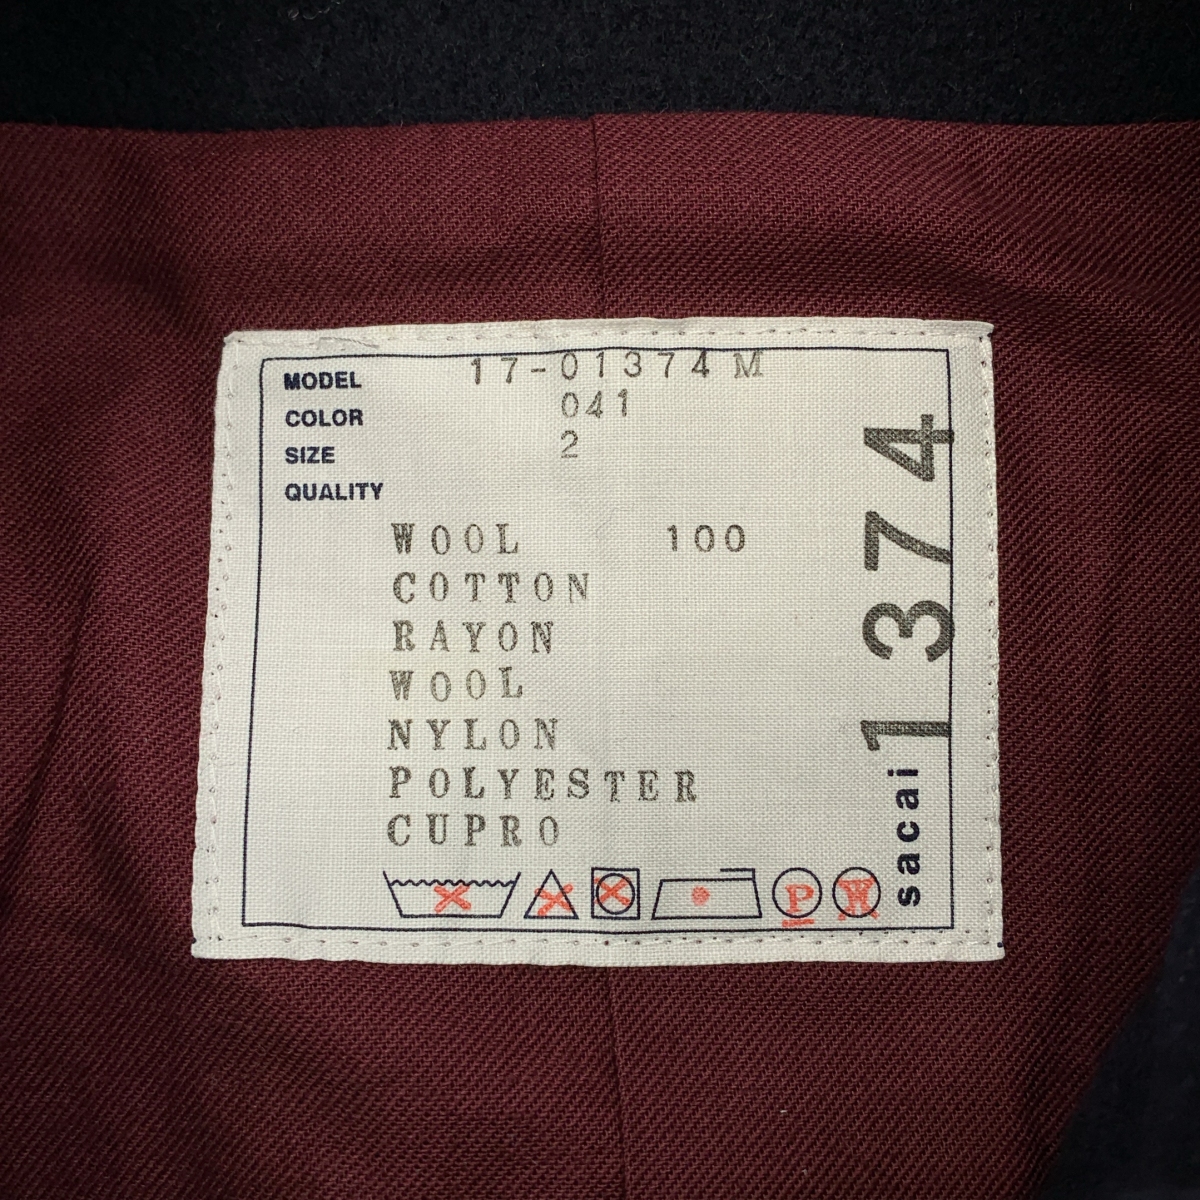 MODEL 17-01374 M
COLOR 041
SIZE 2
QUALITY
WOOL 100
COTTON
RAYON
WOOL
NYLON
POLYESTER
CUPRO
P W
sacai 1374